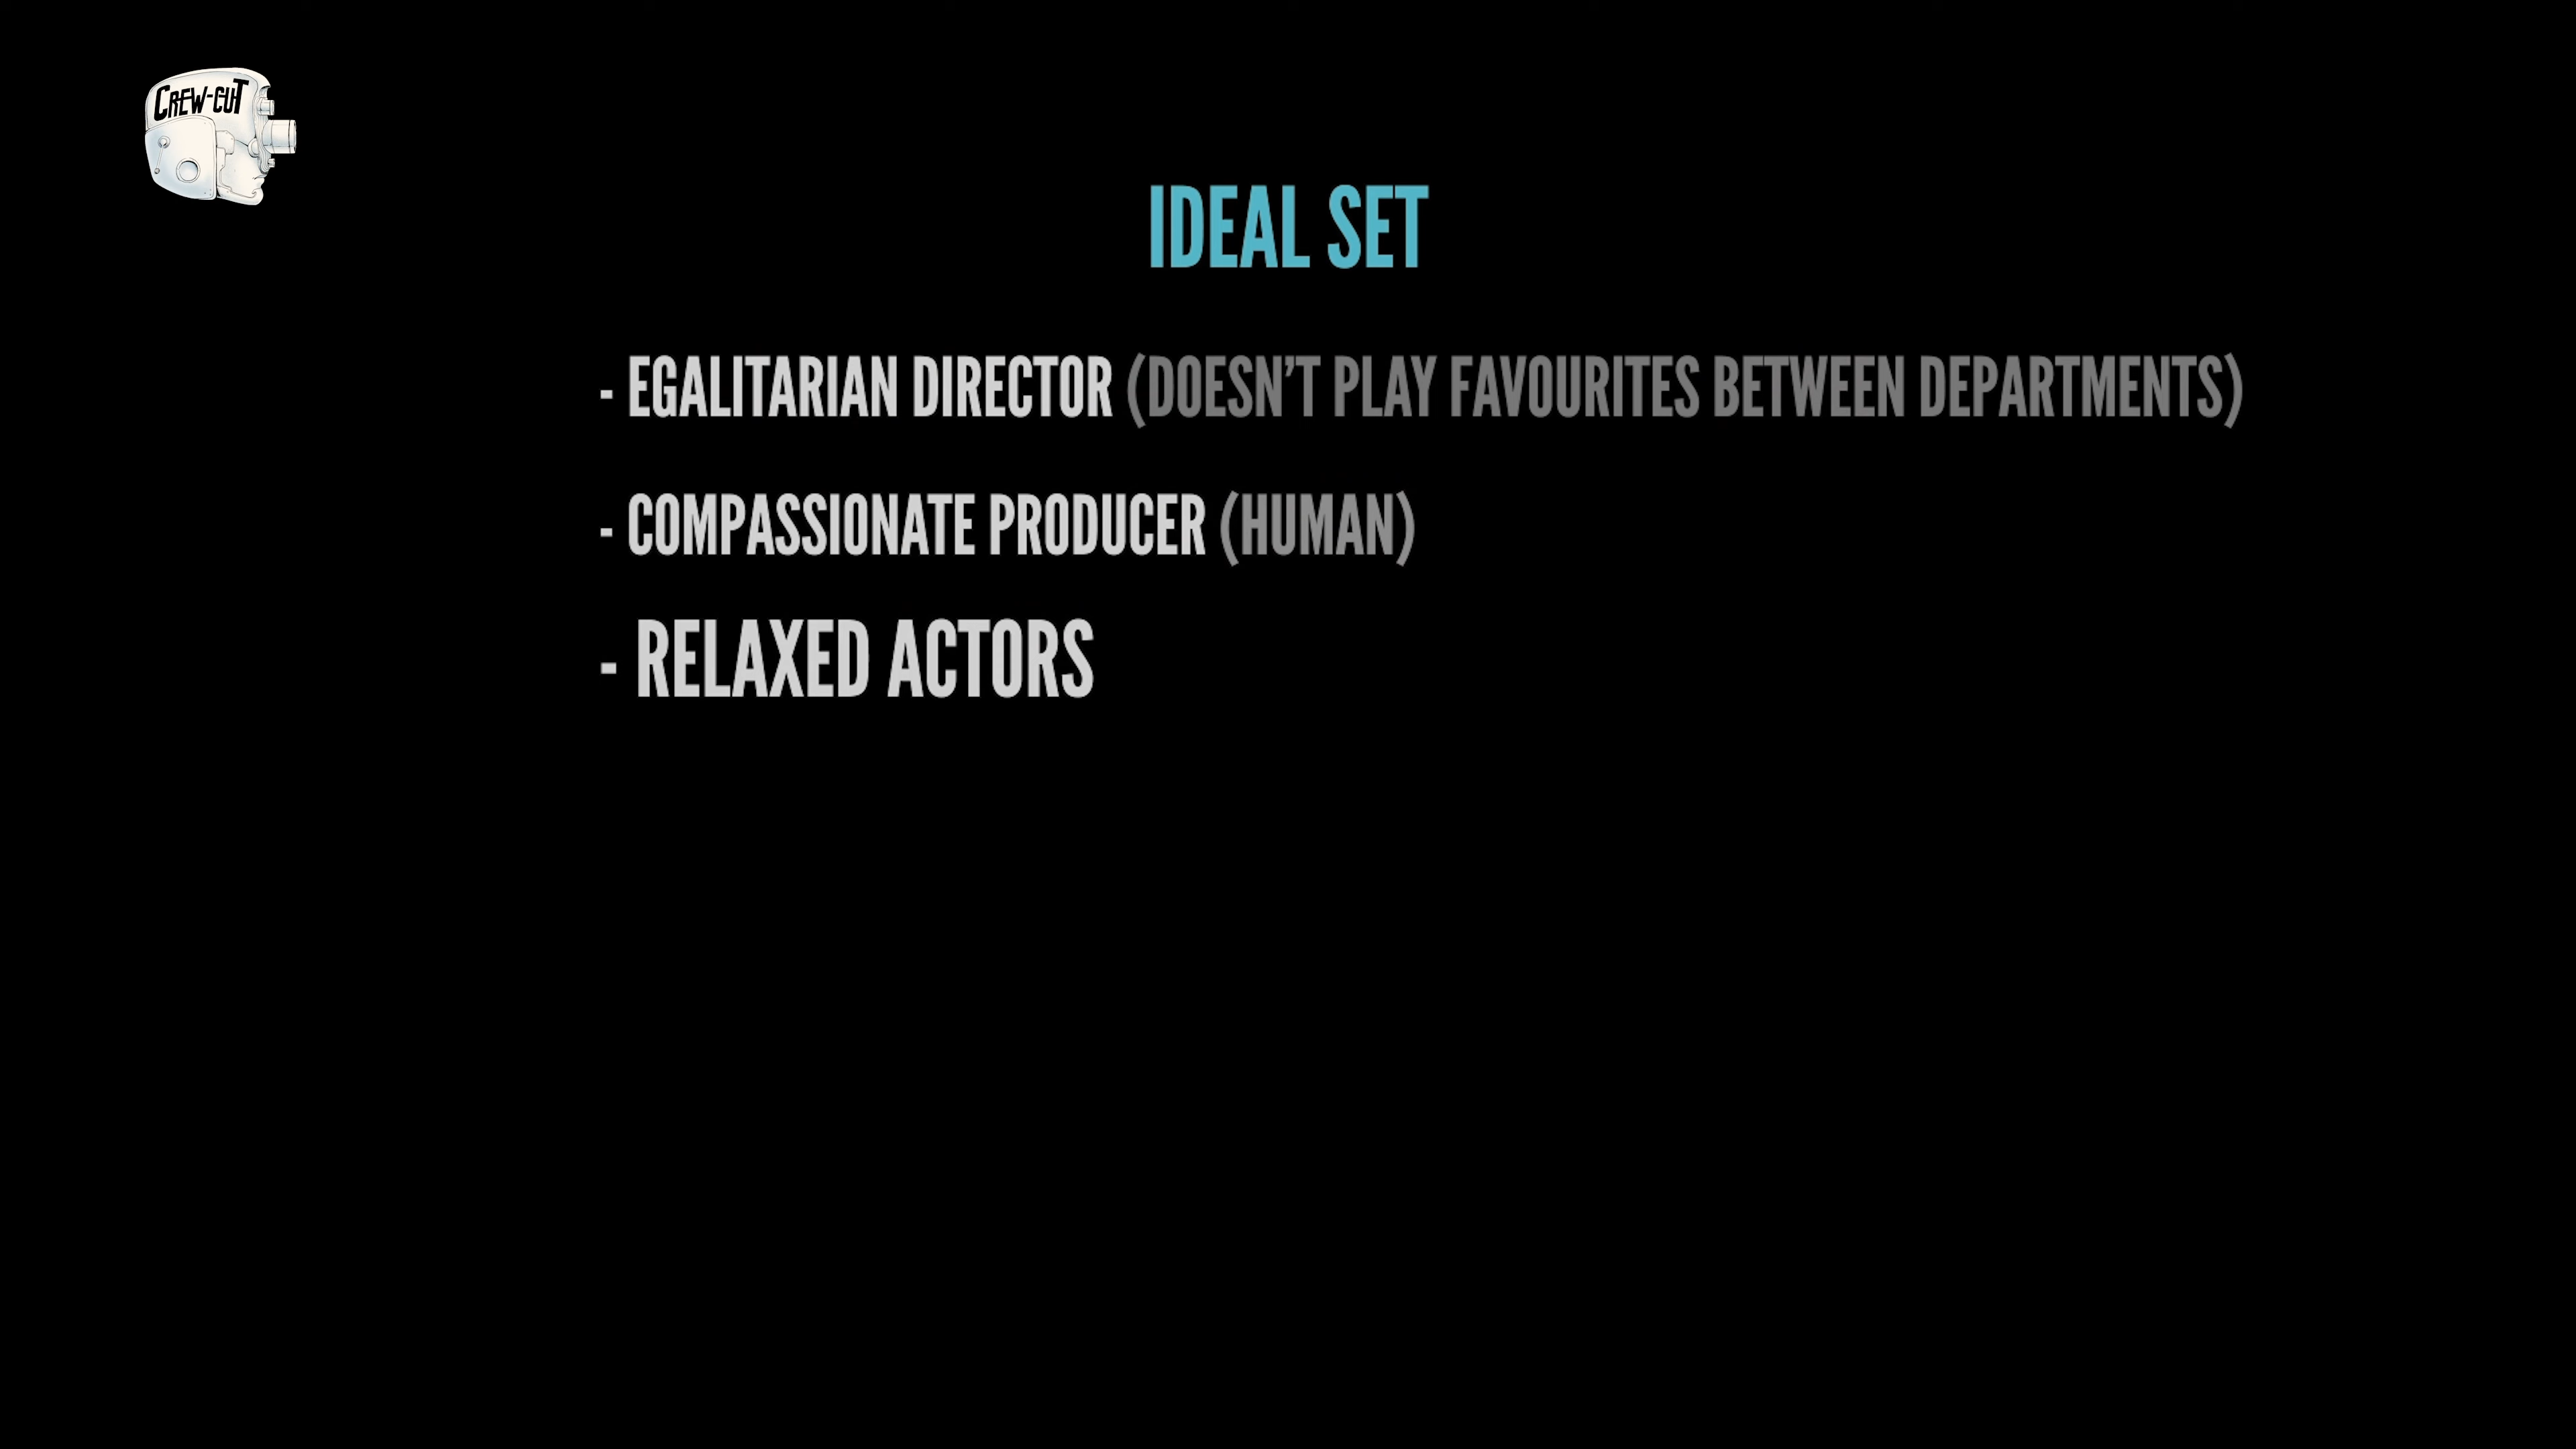 CREW-CUT
IDEAL SET
- EGALITARIAN DIRECTOR (DOESN'T PLAY FAVOURITES BETWEEN DEPARTMENTS)
- COMPASSIONATE PRODUCER (HUMAN)
- RELAXED ACTORS